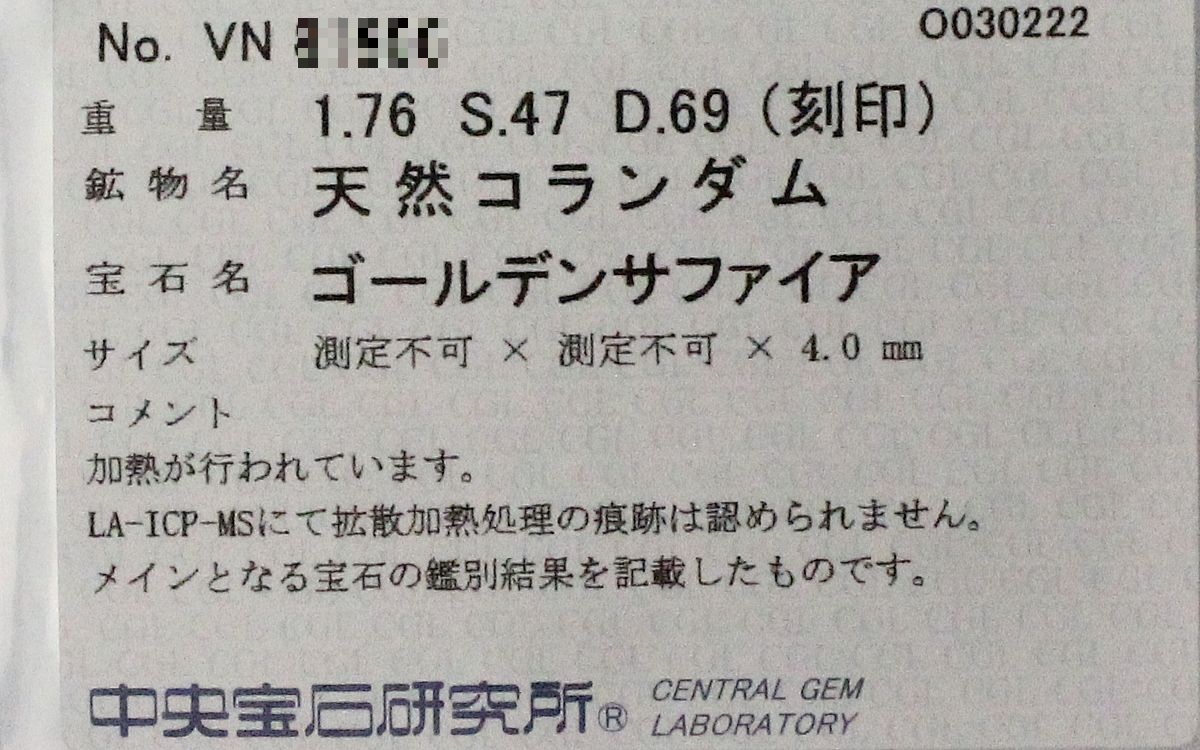 No. VN
O030222
重量 1.76 S.47 D.69 (刻印)
鉱物名 天然コランダム
宝石名 ゴールデンサファイア
サイズ 測定不可 × 測定不可 × 4.0 mm
コメント
加熱が行われています。
LA-ICP-MSにて拡散加熱処理の痕跡は認められません。
メインとなる宝石の鑑別結果を記載したものです。
中央宝石研究所® CENTRAL GEM
LABORATORY